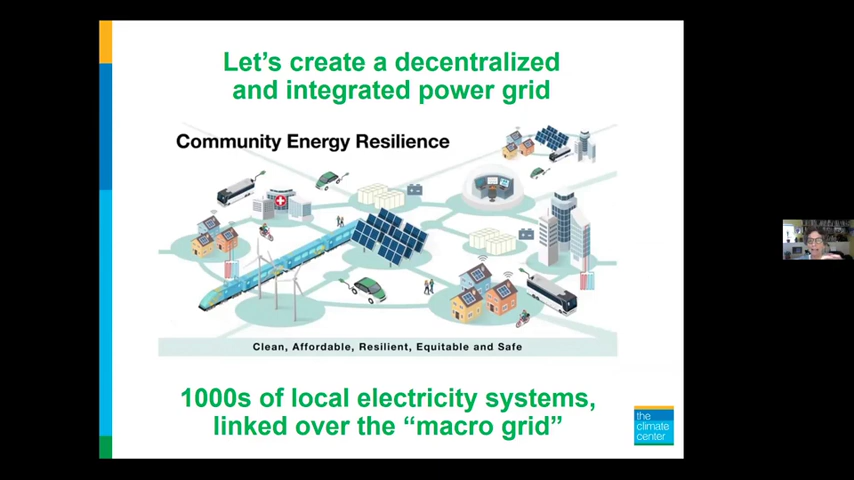 Let’s create a decentralized
and integrated power grid
Community Energy Resilience
Clean, Affordable, Resilient, Equitable and Safe
1000s of local electricity systems,
linked over the “macro grid”
the
climate
center